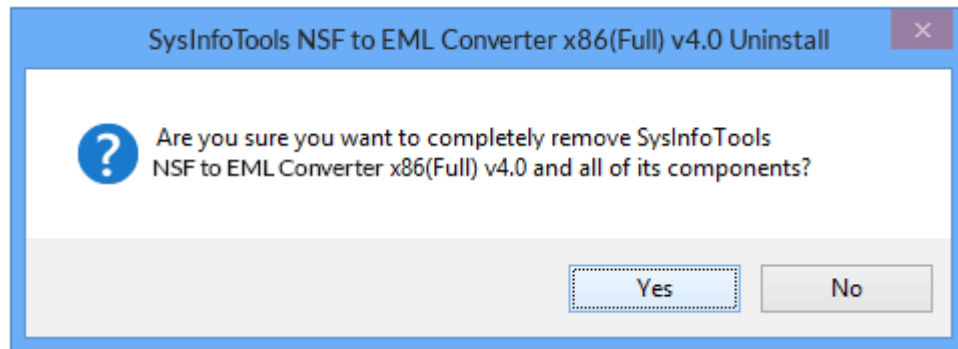 SysInfoTools NSF to EML Converter x86(Full) v4.0 Uninstall
Are you sure you want to completely remove SysInfoTools
NSF to EML Converter x86(Full) v4.0 and all of its components?
Yes
No